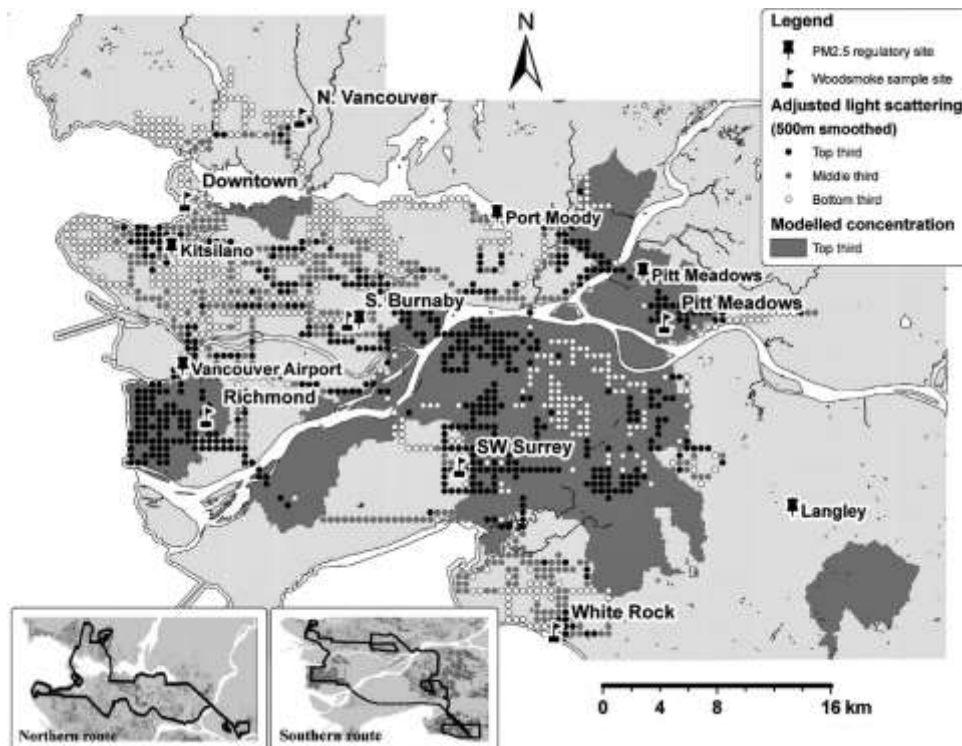 N
Legend
PM2.5 regulatory site
Woodsmoke sample site
Adjusted light scattering
(500m smoothed)
Top third
Middle third
Bottom third
Modelled concentration
Top third
N. Vancouver
Downtown
Port Moody
Kitsilano
Pitt Meadows
Pitt Meadows
S. Burnaby
Vancouver Airport
Richmond
SW Surrey
Langley
White Rock
Northern route
Southern route
0 4 8 16 km